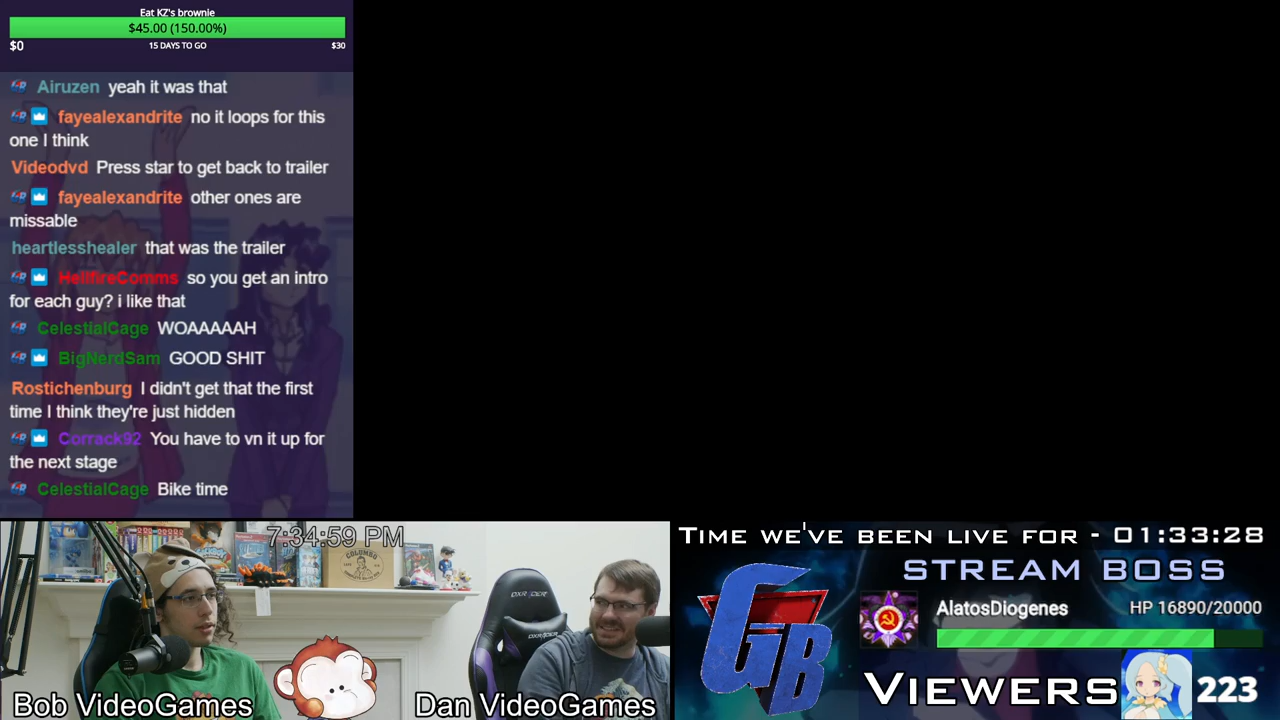 Eat KZ's brownie
$45.00 (150.00%)
$0 15 DAYS TO GO $30
Airuzen yeah it was that
fayealexandrite no it loops for this
one I think
Videodvd Press star to get back to trailer
fayealexandrite other ones are
missable
heartlesshealer that was the trailer
HellfireComms so you get an intro
for each guy? i like that
CelestialCage WOAAAAAH
BigNerdSam GOOD SHIT
Rostichenburg I didn't get that the first
time I think they're just hidden
Corrack92 You have to vn it up for
the next stage
CelestialCage Bike time
7:34:59 PM
COLUMBO
DXRACER
DXRACER
Bob VideoGames
Dan VideoGames
Time we've been live for - 01:33:28
STREAM BOSS
AlatosDiogenes HP 16890/20000
GB
Viewers 223